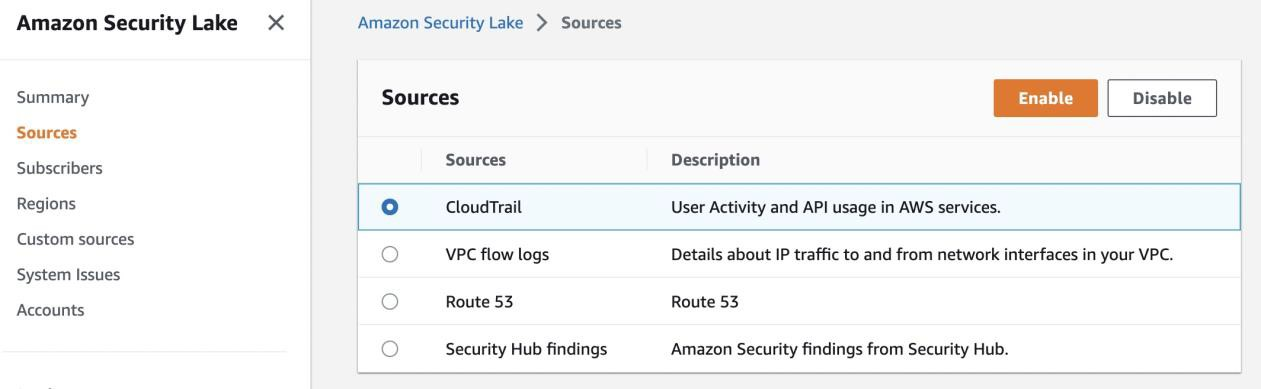 Amazon Security Lake
Summary
Sources
Subscribers
Regions
Custom sources
System Issues
Accounts
Amazon Security Lake > Sources
Sources
Enable Disable
Sources Description
CloudTrail User Activity and API usage in AWS services.
VPC flow logs Details about IP traffic to and from network interfaces in your VPC.
Route 53 Route 53
Security Hub findings Amazon Security findings from Security Hub.